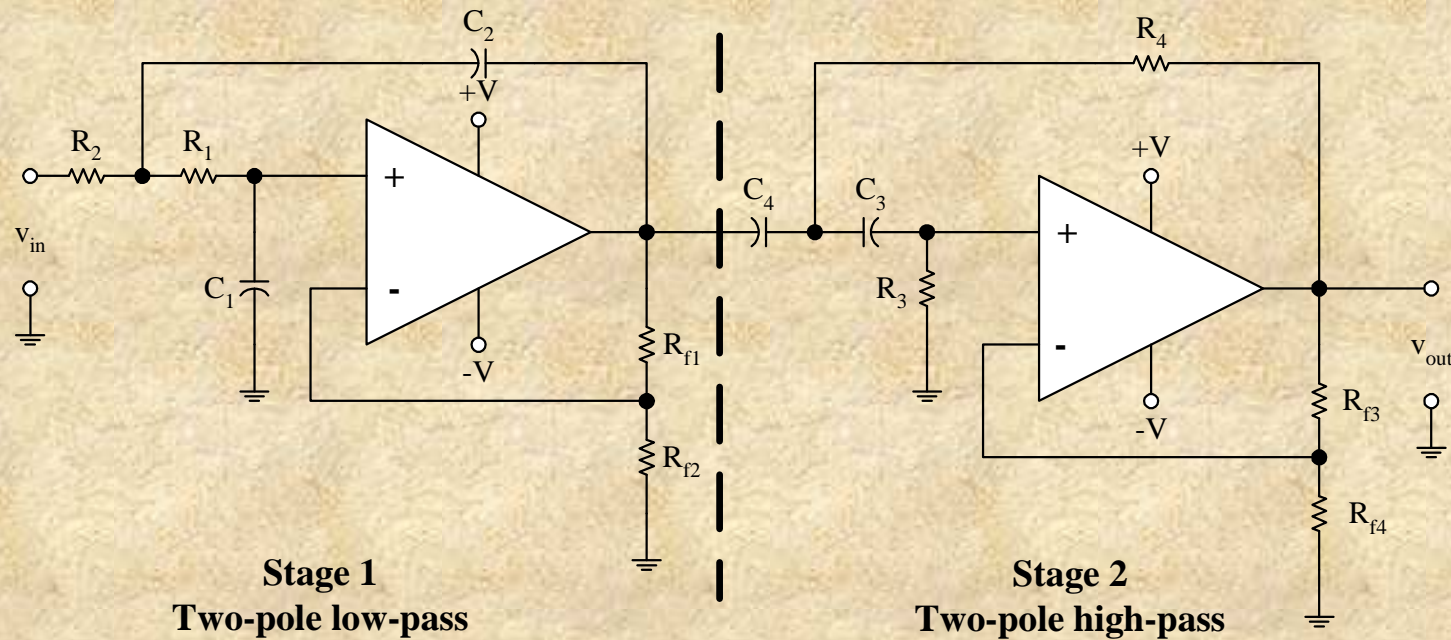 C2
+V
R2
R1
+
vin
C1
-
-V
Rf1
Rf2
Stage 1
Two-pole low-pass
R4
+V
C4
C3
+
R3
-
-V
vout
Rf3
Rf4
Stage 2
Two-pole high-pass